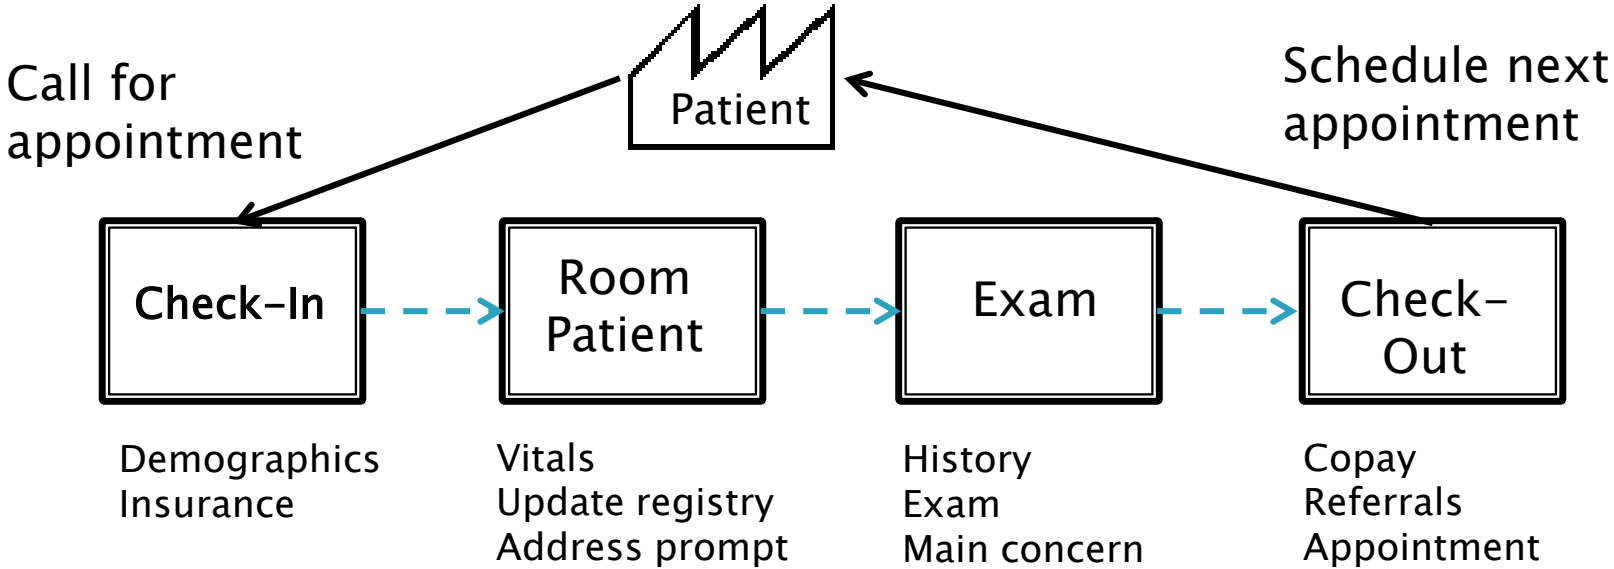 Call for
appointment
Patient
Schedule next
appointment
Check-In
Room
Patient
Exam
Check-
Out
Demographics
Insurance
Vitals
Update registry
Address prompt
History
Exam
Main concern
Copay
Referrals
Appointment